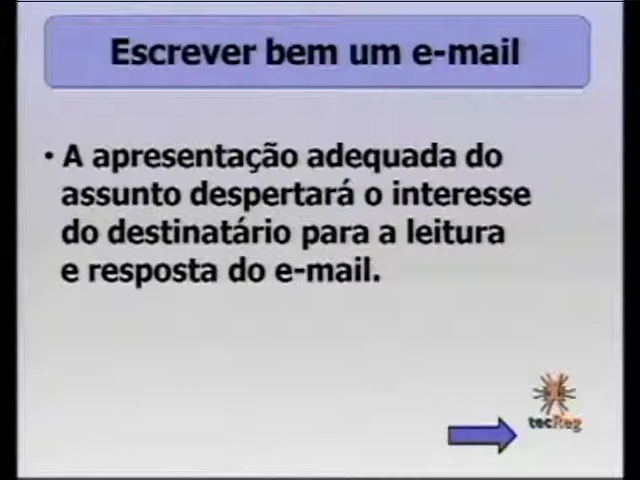 Escrever bem um e-mail
• A apresentação adequada do
assunto despertará o interesse
do destinatário para a leitura
e resposta do e-mail.
tecReg